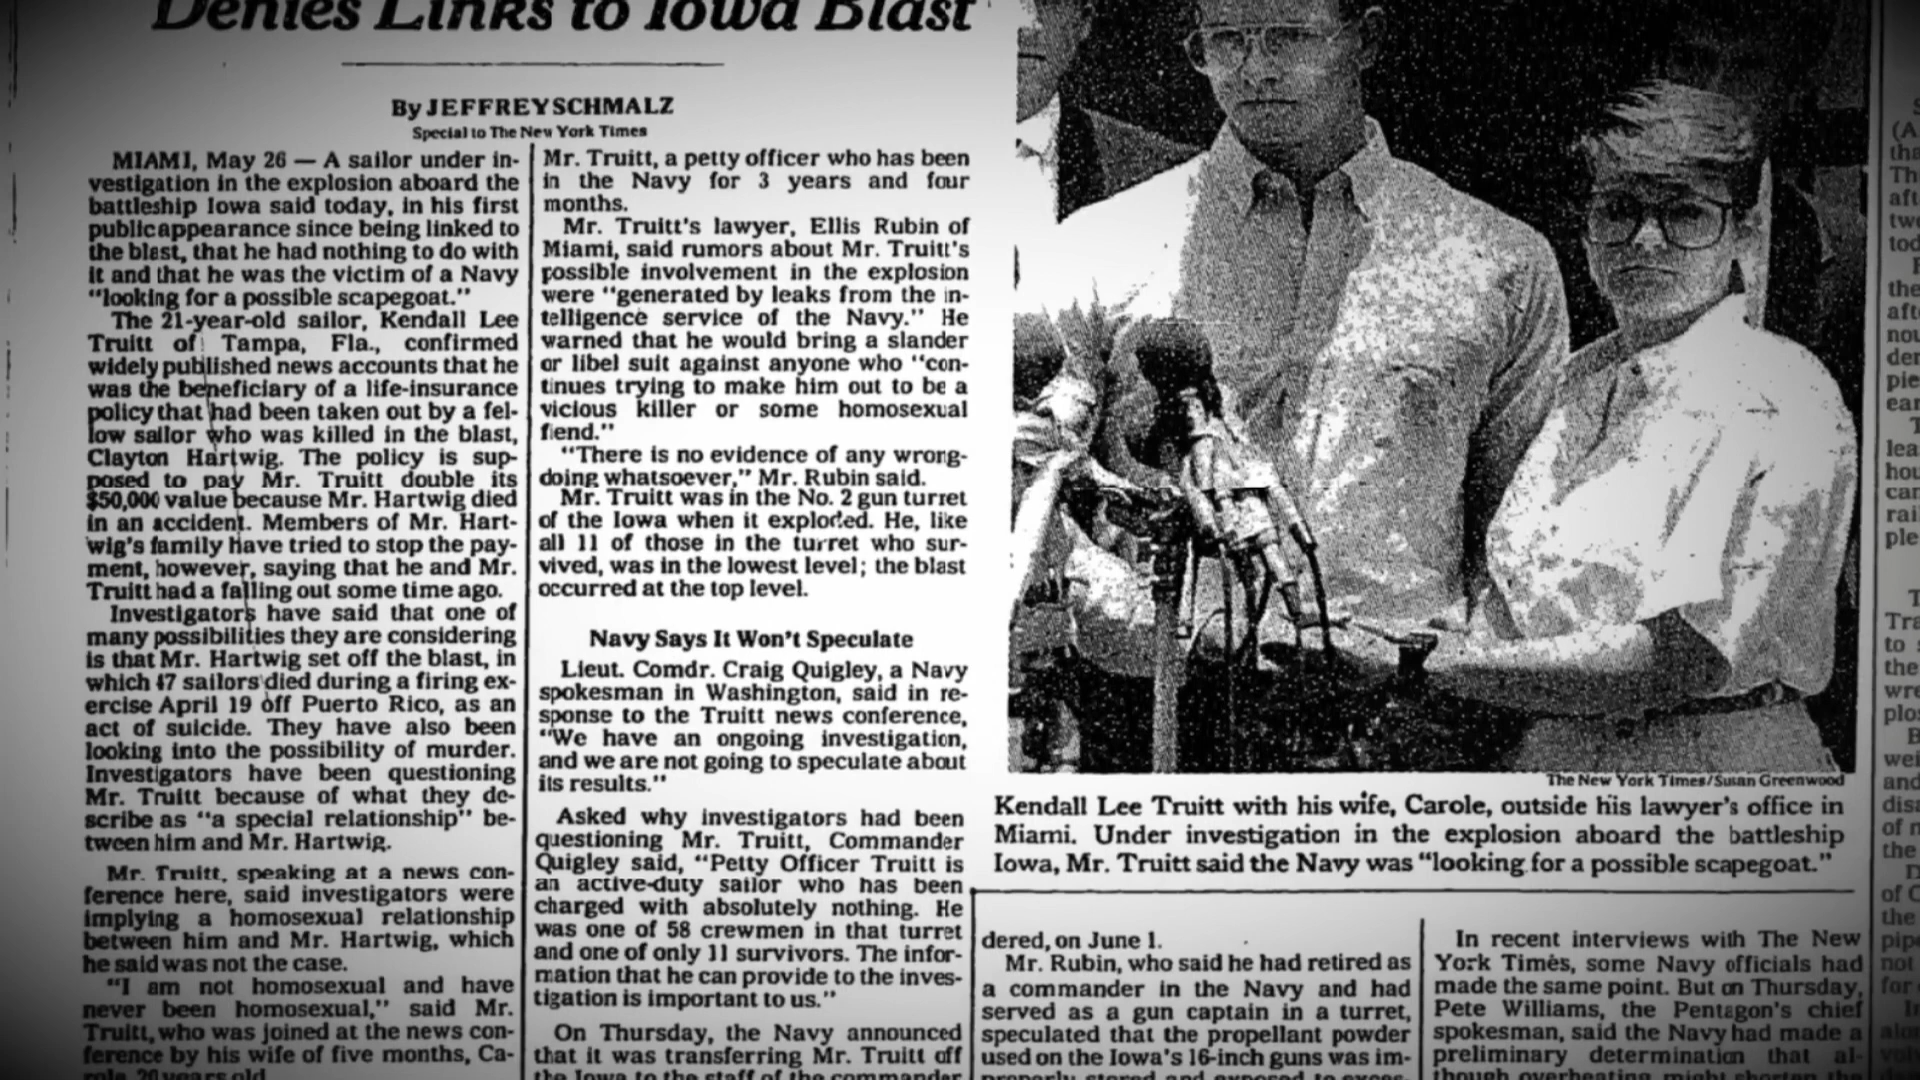 Denies Links to Iowa Blast
By JEFFREY SCHMALZ
Special to The New York Times
MIAMI, May 26 — A sailor under in-
vestigation in the explosion aboard the
battleship Iowa said today, in his first
public appearance since being linked to
the blast, that he had nothing to do with
it and that he was the victim of a Navy
"looking for a possible scapegoat."
The 21-year-old sailor, Kendall Lee
Truitt of Tampa, Fla., confirmed
widely published news accounts that he
was the beneficiary of a life-insurance
policy that had been taken out by a fel-
low sailor who was killed in the blast,
Clayton Hartwig. The policy is sup-
posed to pay Mr. Truitt double its
$50,000 value because Mr. Hartwig died
in an accident. Members of Mr. Hart-
wig's family have tried to stop the pay-
ment, however, saying that he and Mr.
Truitt had a falling out some time ago.
Investigators have said that one of
many possibilities they are considering
is that Mr. Hartwig set off the blast, in
which 47 sailors died during a firing ex-
ercise April 19 off Puerto Rico, as an
act of suicide. They have also been
looking into the possibility of murder.
Investigators have been questioning
Mr. Truitt because of what they de-
scribe as "a special relationship" be-
tween him and Mr. Hartwig.
Mr. Truitt, speaking at a news con-
ference here, said investigators were
implying a homosexual relationship
between him and Mr. Hartwig, which
he said was not the case.
"I am not homosexual and have
never been homosexual," said Mr.
Truitt, who was joined at the news con-
ference by his wife of five months, Ca-
role, 20 years old.
Mr. Truitt, a petty officer who has been
in the Navy for 3 years and four
months.
Mr. Truitt's lawyer, Ellis Rubin of
Miami, said rumors about Mr. Truitt's
possible involvement in the explosion
were "generated by leaks from the in-
telligence service of the Navy." He
warned that he would bring a slander
or libel suit against anyone who "con-
tinues trying to make him out to be a
vicious killer or some homosexual
fiend."
"There is no evidence of any wrong-
doing whatsoever," Mr. Rubin said.
Mr. Truitt was in the No. 2 gun turret
of the Iowa when it exploded. He, like
all 11 of those in the turret who sur-
vived, was in the lowest level; the blast
occurred at the top level.
Navy Says It Won't Speculate
Lieut. Comdr. Craig Quigley, a Navy
spokesman in Washington, said in re-
sponse to the Truitt news conference,
"We have an ongoing investigation,
and we are not going to speculate about
its results."
Asked why investigators had been
questioning Mr. Truitt, Commander
Quigley said, "Petty Officer Truitt is
an active-duty sailor who has been
charged with absolutely nothing. He
was one of 58 crewmen in that turret
and one of only 11 survivors. The infor-
mation that he can provide to the inves-
tigation is important to us."
On Thursday, the Navy announced
that it was transferring Mr. Truitt off
the Iowa to the staff of the commander
The New York Times/Susan Greenwood
Kendall Lee Truitt with his wife, Carole, outside his lawyer's office in
Miami. Under investigation in the explosion aboard the battleship
Iowa, Mr. Truitt said the Navy was "looking for a possible scapegoat."
dered, on June 1.
Mr. Rubin, who said he had retired as
a commander in the Navy and had
served as a gun captain in a turret,
speculated that the propellant powder
used on the Iowa's 16-inch guns was im-
properly stored and exposed to exces-
In recent interviews with The New
York Times, some Navy officials had
made the same point. But on Thursday,
Pete Williams, the Pentagon's chief
spokesman, said the Navy had made a
preliminary determination that al-
though overheating might shorten the